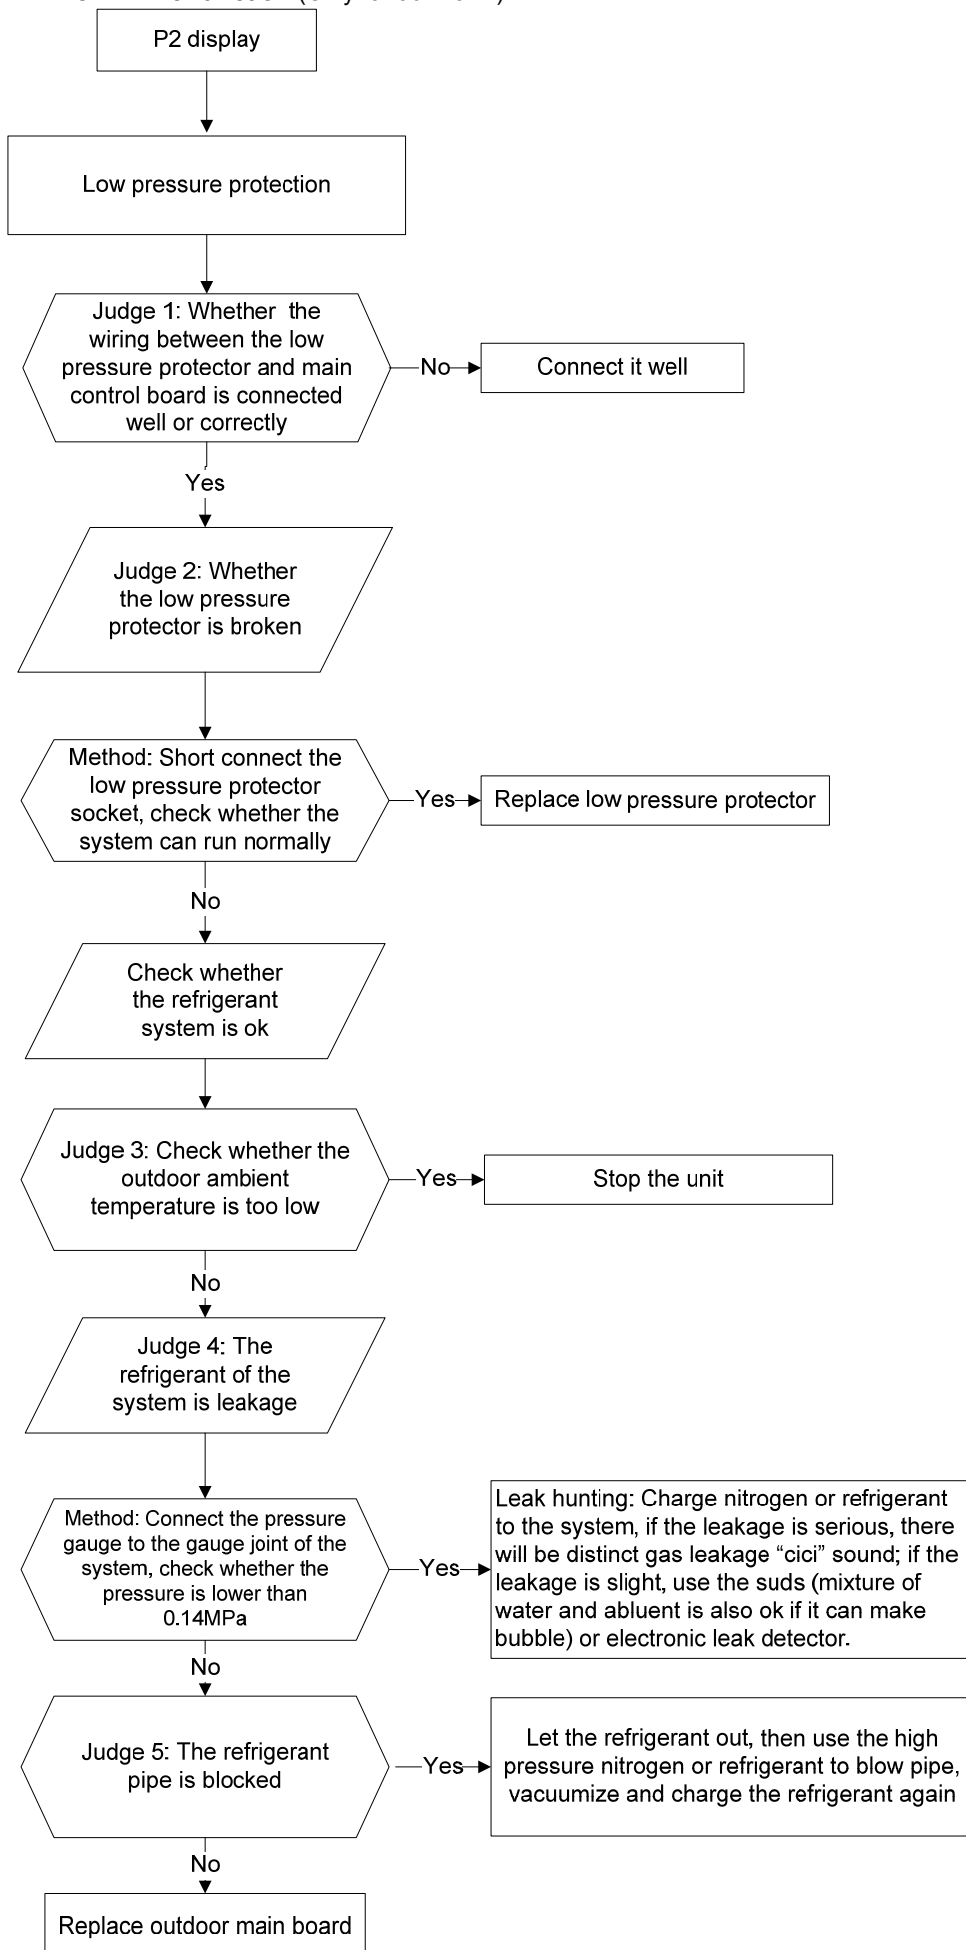 P2 display
Low pressure protection
Judge 1: Whether the
wiring between the low
pressure protector and main
control board is connected
well or correctly
No
Connect it well
Yes
Judge 2: Whether
the low pressure
protector is broken
Method: Short connect the
low pressure protector
socket, check whether the
system can run normally
Yes
Replace low pressure protector
No
Check whether
the refrigerant
system is ok
Judge 3: Check whether the
outdoor ambient
temperature is too low
Yes
Stop the unit
No
Judge 4: The
refrigerant of the
system is leakage
Method: Connect the pressure
gauge to the gauge joint of the
system, check whether the
pressure is lower than
0.14MPa
Yes
Leak hunting: Charge nitrogen or refrigerant
to the system, if the leakage is serious, there
will be distinct gas leakage “cici” sound; if the
leakage is slight, use the suds (mixture of
water and abluent is also ok if it can make
bubble) or electronic leak detector.
No
Judge 5: The refrigerant
pipe is blocked
Yes
Let the refrigerant out, then use the high
pressure nitrogen or refrigerant to blow pipe,
vacuumize and charge the refrigerant again
No
Replace outdoor main board